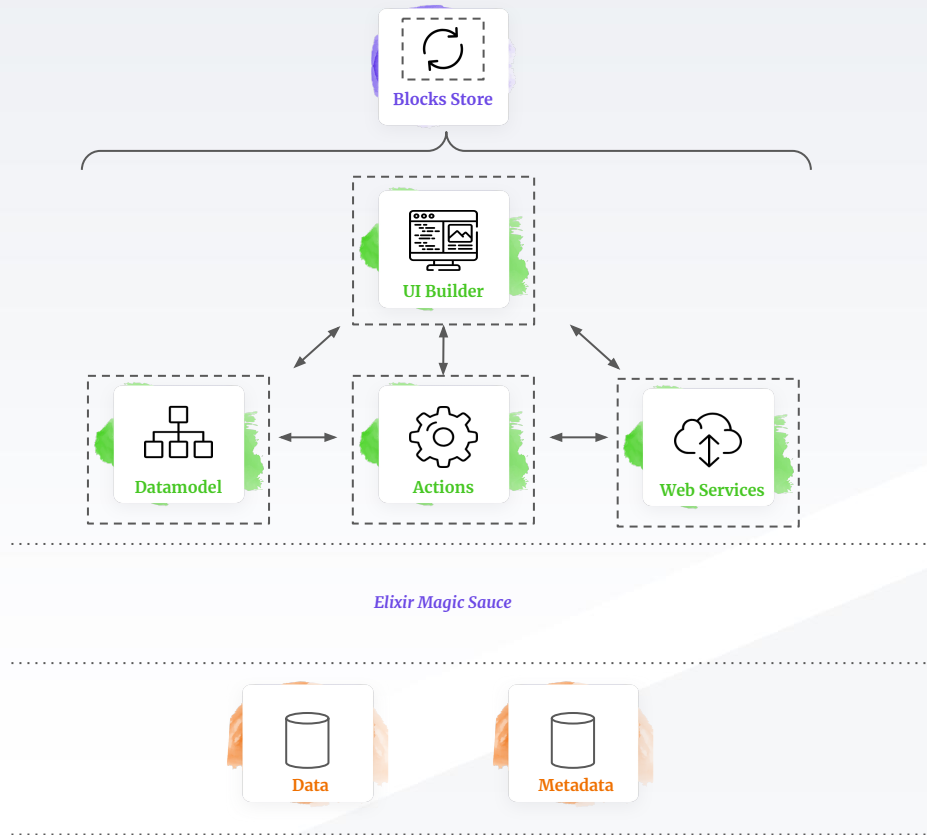 Blocks Store
UI Builder
Datamodel
Actions
Web Services
Elixir Magic Sauce
Data
Metadata